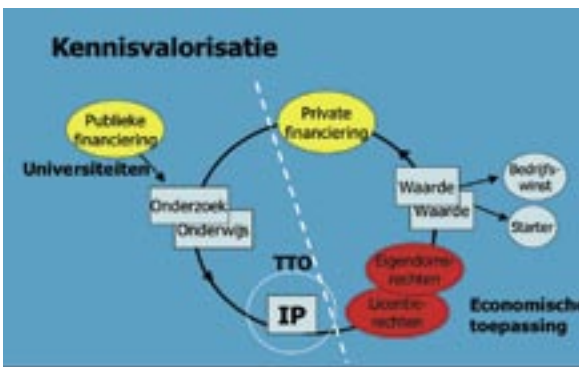 Kennisvalorisatie
Publieke
financiering
Private
financiering
Universiteiten
Onderzoek
Onderwijs
Waarde
Waarde
Bedrijfs-
winst
Starter
TTO
IP
Eigendoms-
rechten
Licentie-
rechten
Economische
toepassing